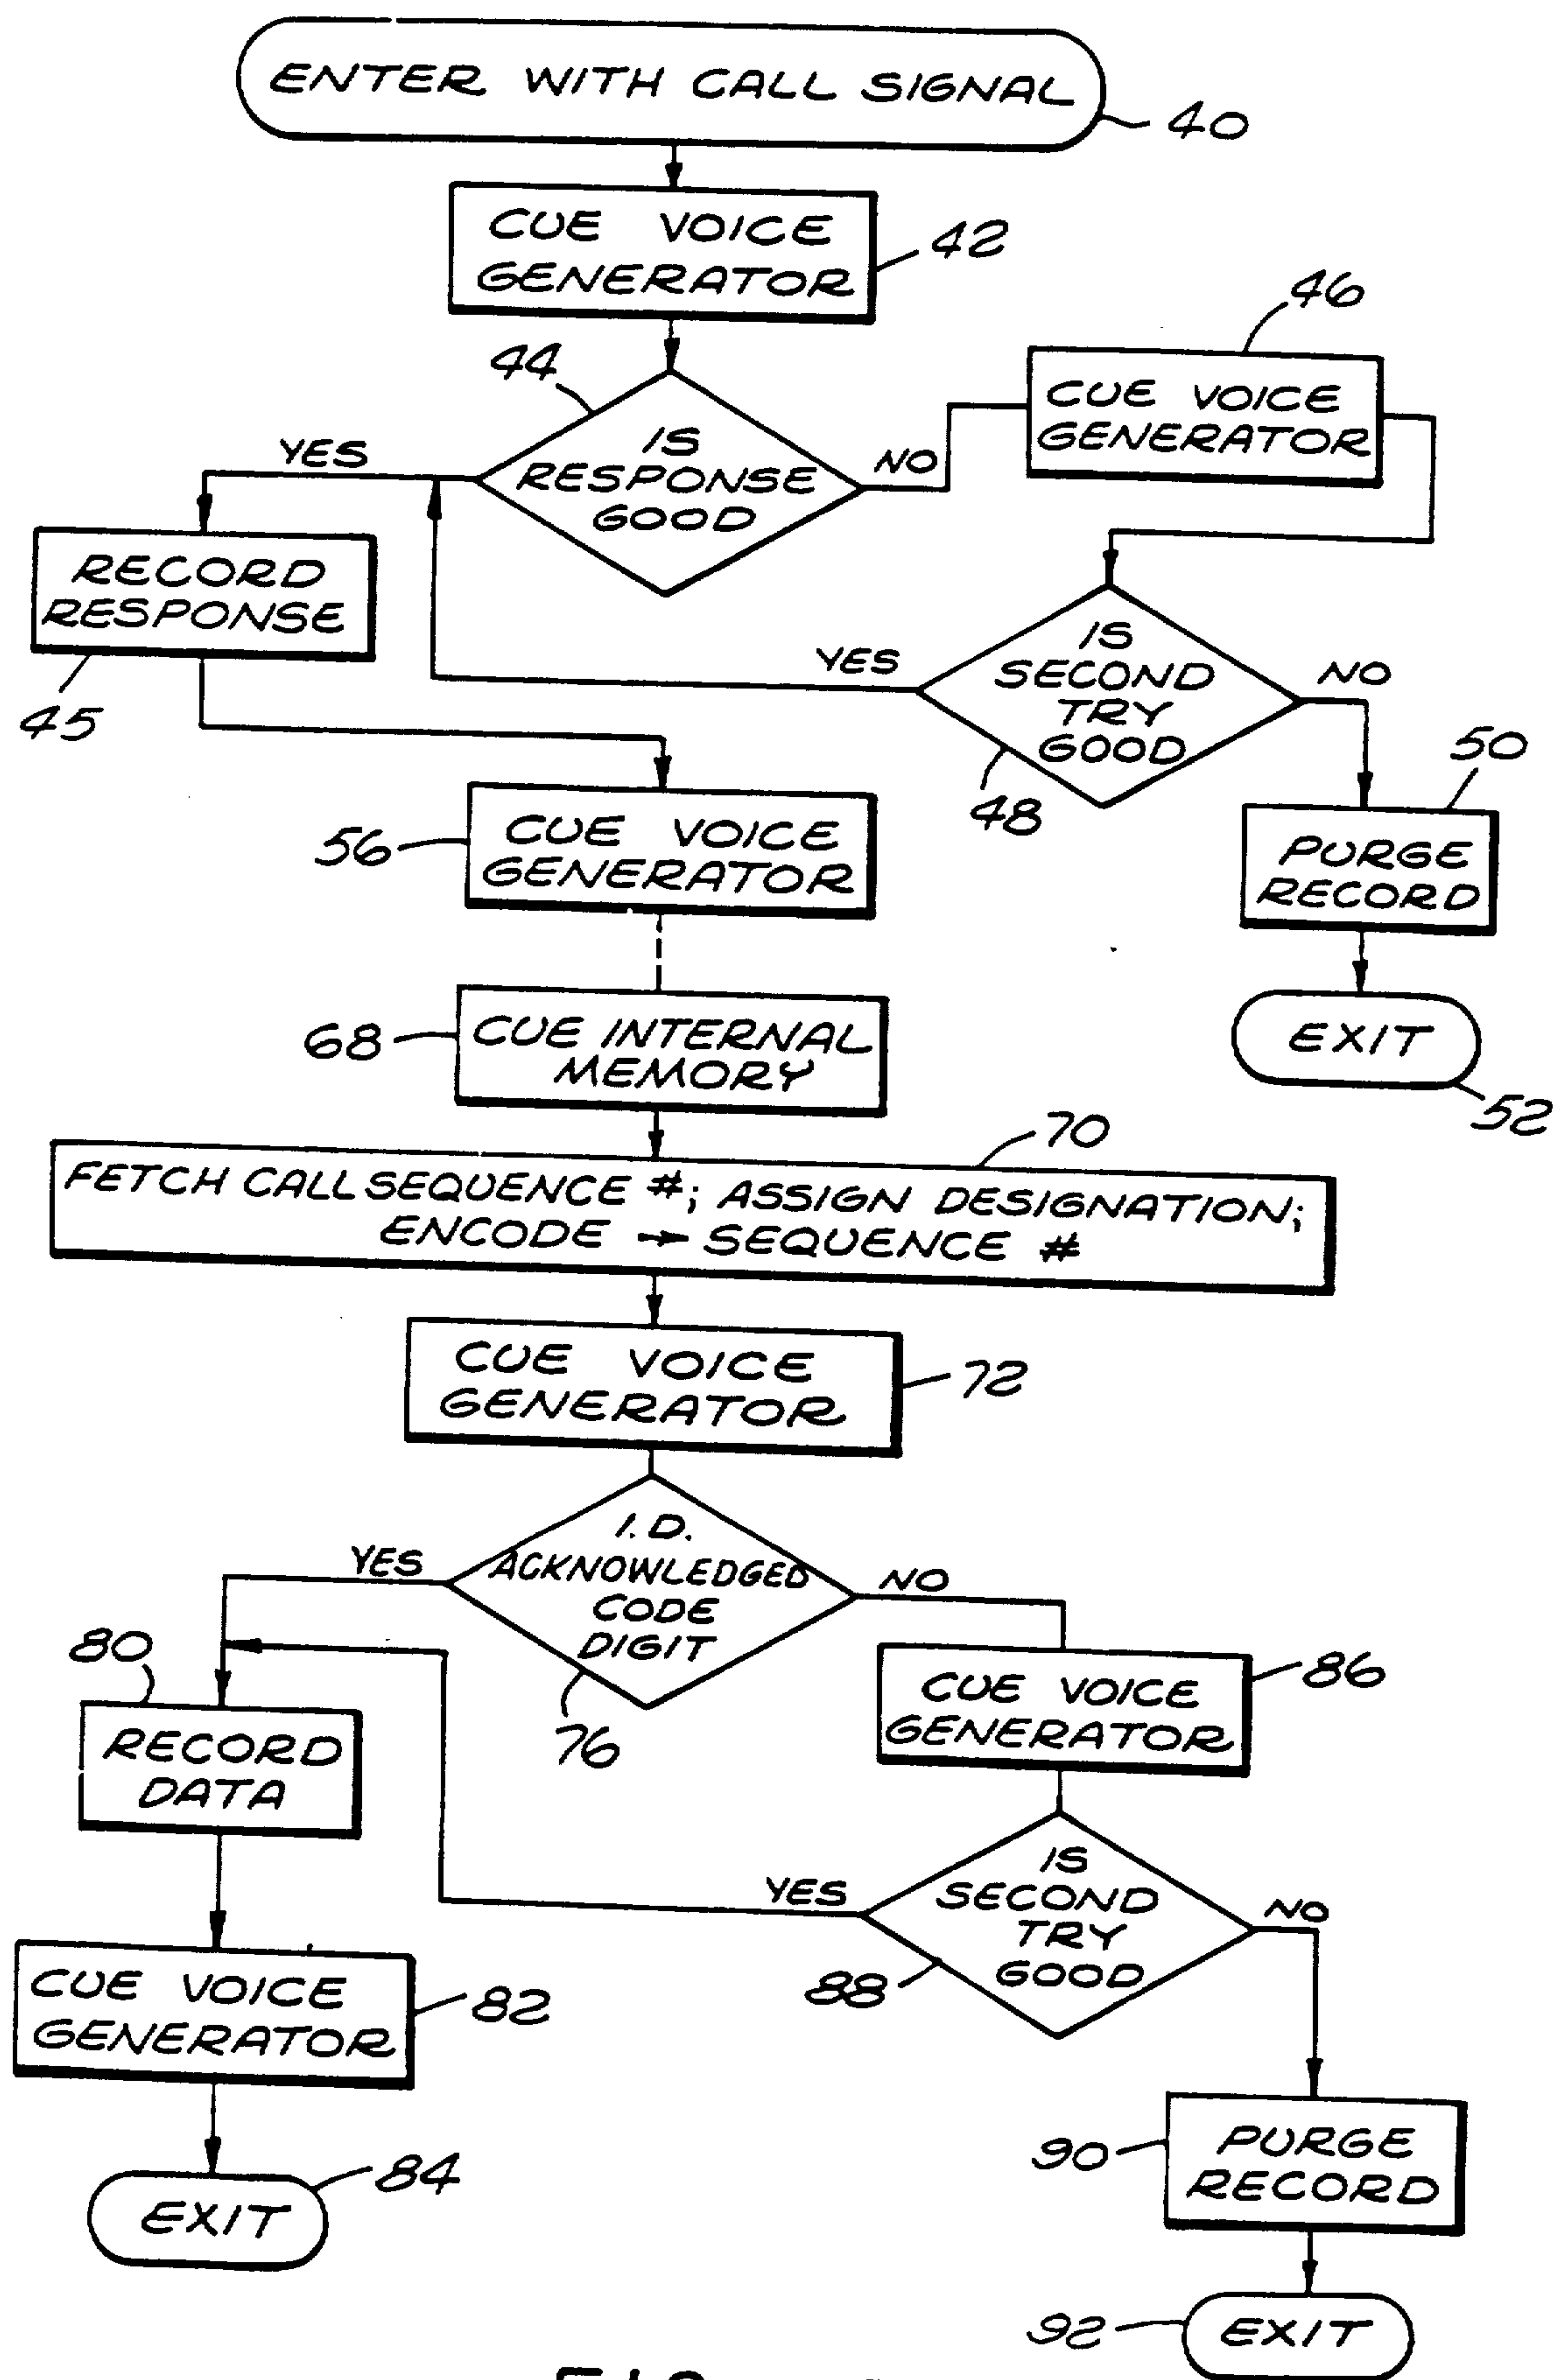 ENTER WITH CALL SIGNAL
40
CUE VOICE
GENERATOR
42
44
IS
RESPONSE
GOOD
YES
NO
46
CUE VOICE
GENERATOR
RECORD
RESPONSE
45
IS
SECOND
TRY
GOOD
YES
NO
48
50
PURGE
RECORD
EXIT
52
56
CUE VOICE
GENERATOR
68
CUE INTERNAL
MEMORY
70
FETCH CALL SEQUENCE #; ASSIGN DESIGNATION;
ENCODE → SEQUENCE #
CUE VOICE
GENERATOR
72
I.D.
ACKNOWLEDGED
CODE
DIGIT
YES
NO
76
80
RECORD
DATA
CUE VOICE
GENERATOR
86
IS
SECOND
TRY
GOOD
YES
NO
88
CUE VOICE
GENERATOR
82
EXIT
84
90
PURGE
RECORD
92
EXIT